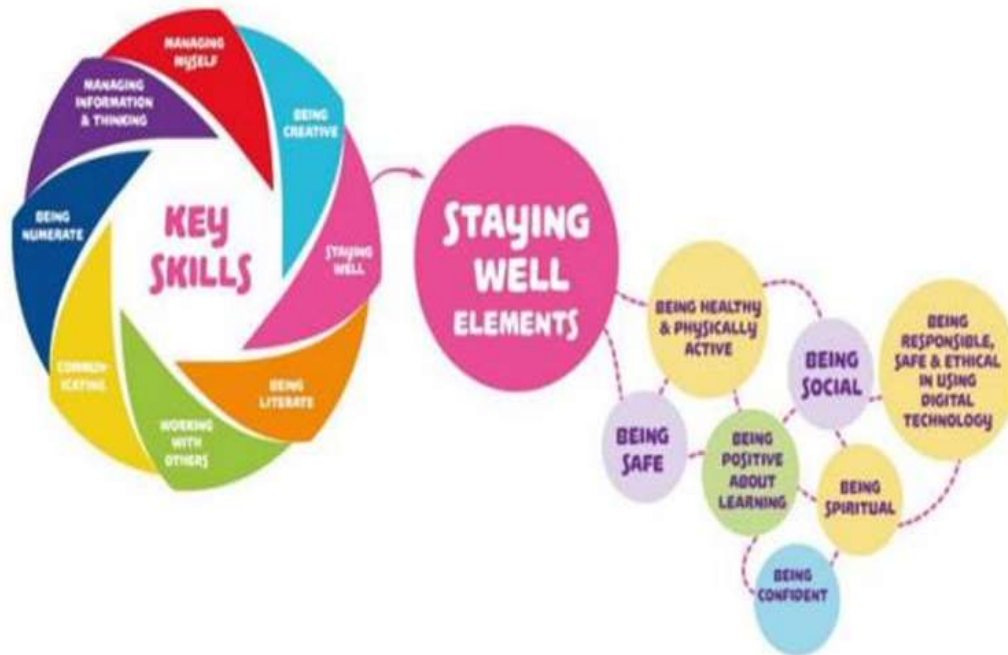 MANAGING
MYSELF
BEING
CREATIVE
STAYING
WELL
BEING
LITERATE
WORKING
WITH
OTHERS
COMMUN-
ICATING
BEING
NUMERATE
MANAGING
INFORMATION
& THINKING
KEY
SKILLS
STAYING
WELL
ELEMENTS
BEING HEALTHY
& PHYSICALLY
ACTIVE
BEING
SOCIAL
BEING
RESPONSIBLE,
SAFE & ETHICAL
IN USING
DIGITAL
TECHNOLOGY
BEING
SAFE
BEING
POSITIVE
ABOUT
LEARNING
BEING
SPIRITUAL
BEING
CONFIDENT